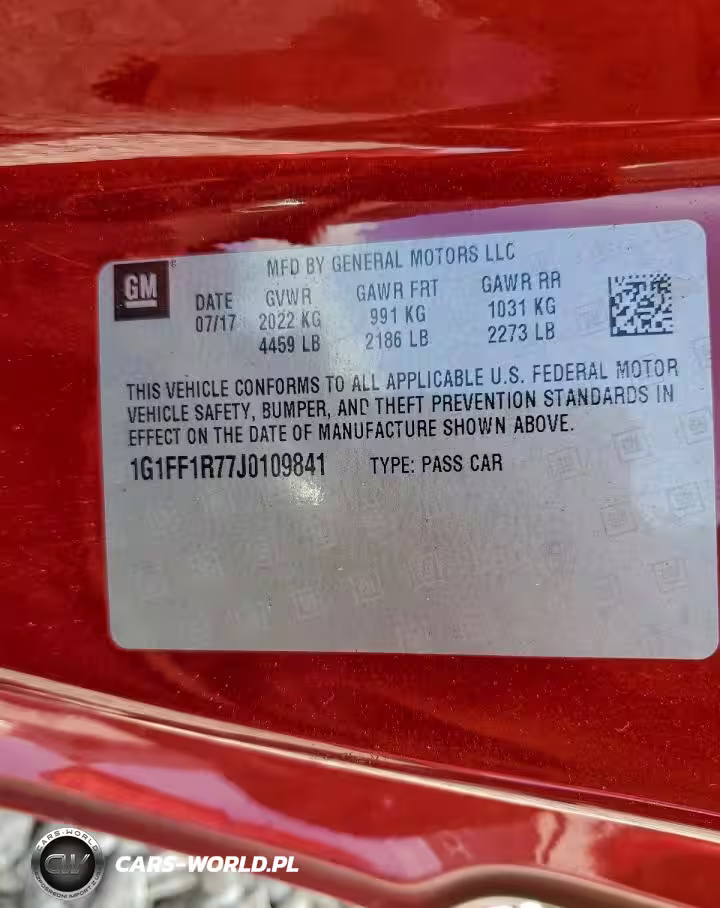 MFD BY GENERAL MOTORS LLC
GM®
DATE GVWR GAWR FRT GAWR RR
07/17 2022 KG 991 KG 1031 KG
4459 LB 2186 LB 2273 LB
THIS VEHICLE CONFORMS TO ALL APPLICABLE U.S. FEDERAL MOTOR
VEHICLE SAFETY, BUMPER, AND THEFT PREVENTION STANDARDS IN
EFFECT ON THE DATE OF MANUFACTURE SHOWN ABOVE.
1G1FF1R77J0109841 TYPE: PASS CAR
CARS-WORLD
CW
CARS-WORLD.PL